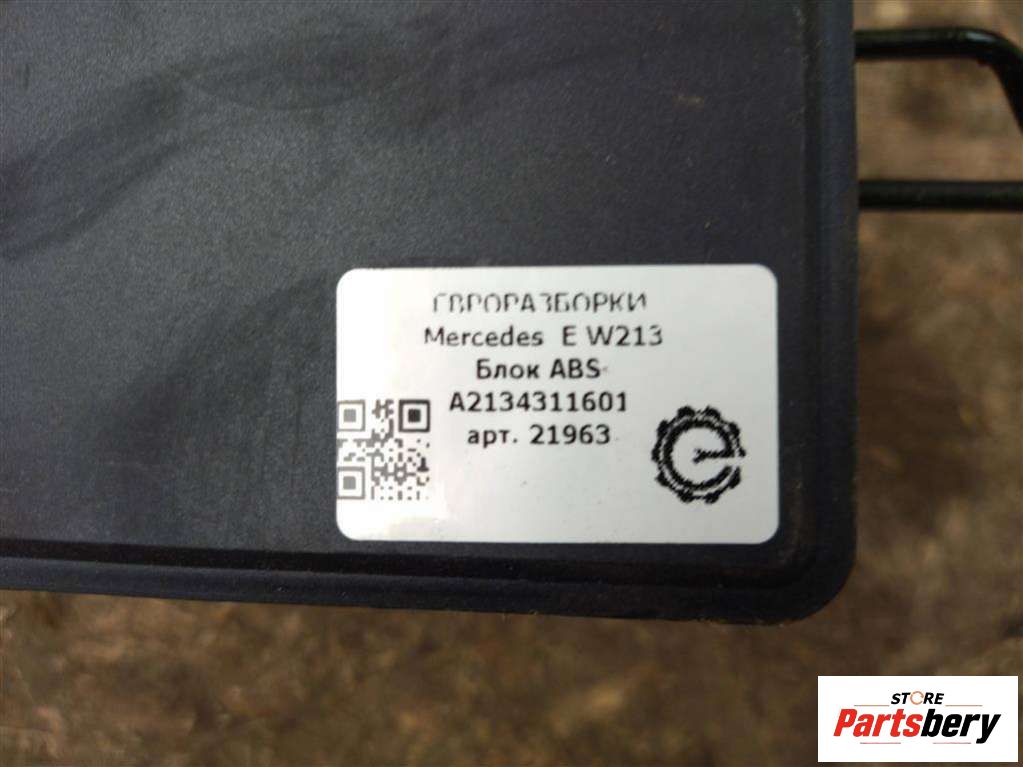 ЕВРОРАЗБОРКИ
Mercedes E W213
Блок ABS
A2134311601
арт. 21963
STORE
Partsbery